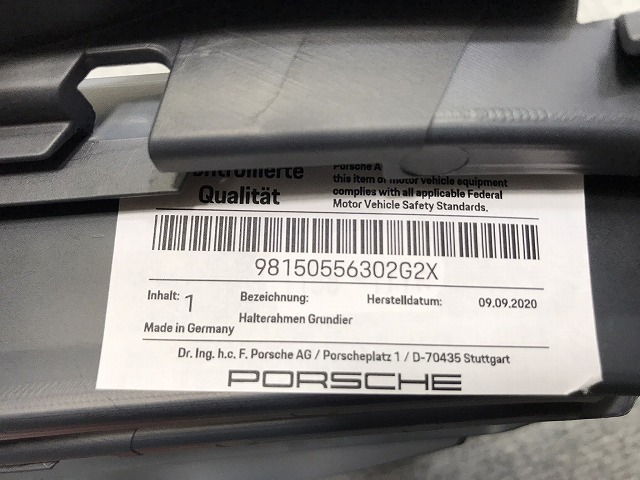 Qualität
Porsche A
this item of motor vehicle equipment
complies with all applicable Federal
Motor Vehicle Safety Standards.
98150556302G2X
Inhalt: 1
Bezeichnung:
Herstelldatum:
09.09.2020
Halterahmen Grundier
Made in Germany
Dr. Ing. h.c. F. Porsche AG / Porscheplatz 1 / D-70435 Stuttgart
PORSCHE